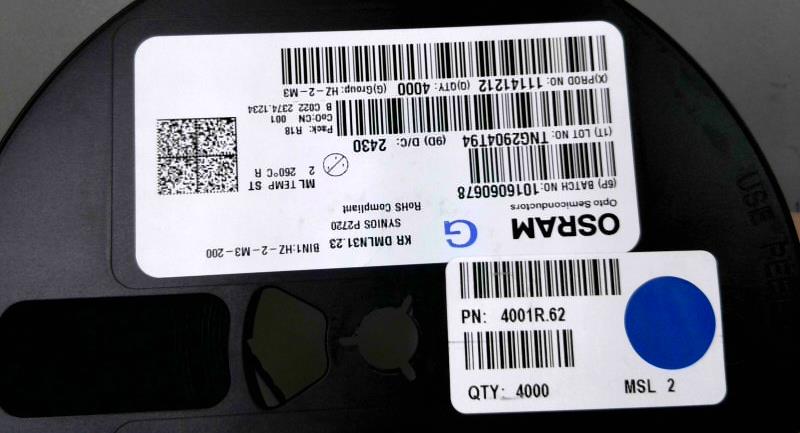 OSRAM
Opto Semiconductors
G
KR DMLN31.23 BIN1:HZ-2-M3-200
SYNIOS P2720
RoHS Compliant
(6P) BATCH NO:1016060678
ML TEMP ST
2 260°C R
(1T) LOT NO: TNG2904T94 (9D) D/C: 2430
Pack: R18
CoO:CN 001
B C022 2374.1234
(X)PROD NO: 11141212 (Q)QTY: 4000 (G)Group: HZ-2-M3
PN: 4001R.62
QTY: 4000
MSL 2
USE